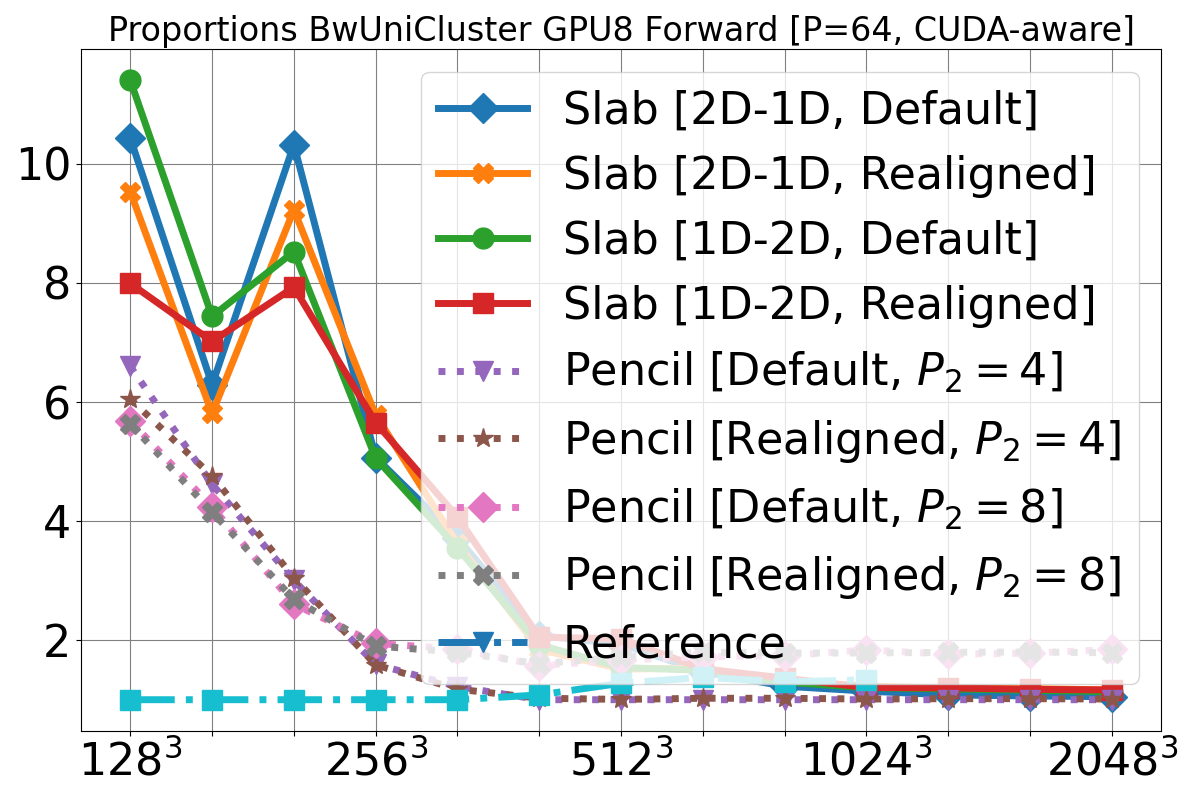 Proportions BwUniCluster GPU8 Forward [P=64, CUDA-aware]
10
8
6
4
2
Slab [2D-1D, Default]
Slab [2D-1D, Realigned]
Slab [1D-2D, Default]
Slab [1D-2D, Realigned]
Pencil [Default, P₂ = 4]
Pencil [Realigned, P₂ = 4]
Pencil [Default, P₂ = 8]
Pencil [Realigned, P₂ = 8]
Reference
128³ 256³ 512³ 1024³ 2048³